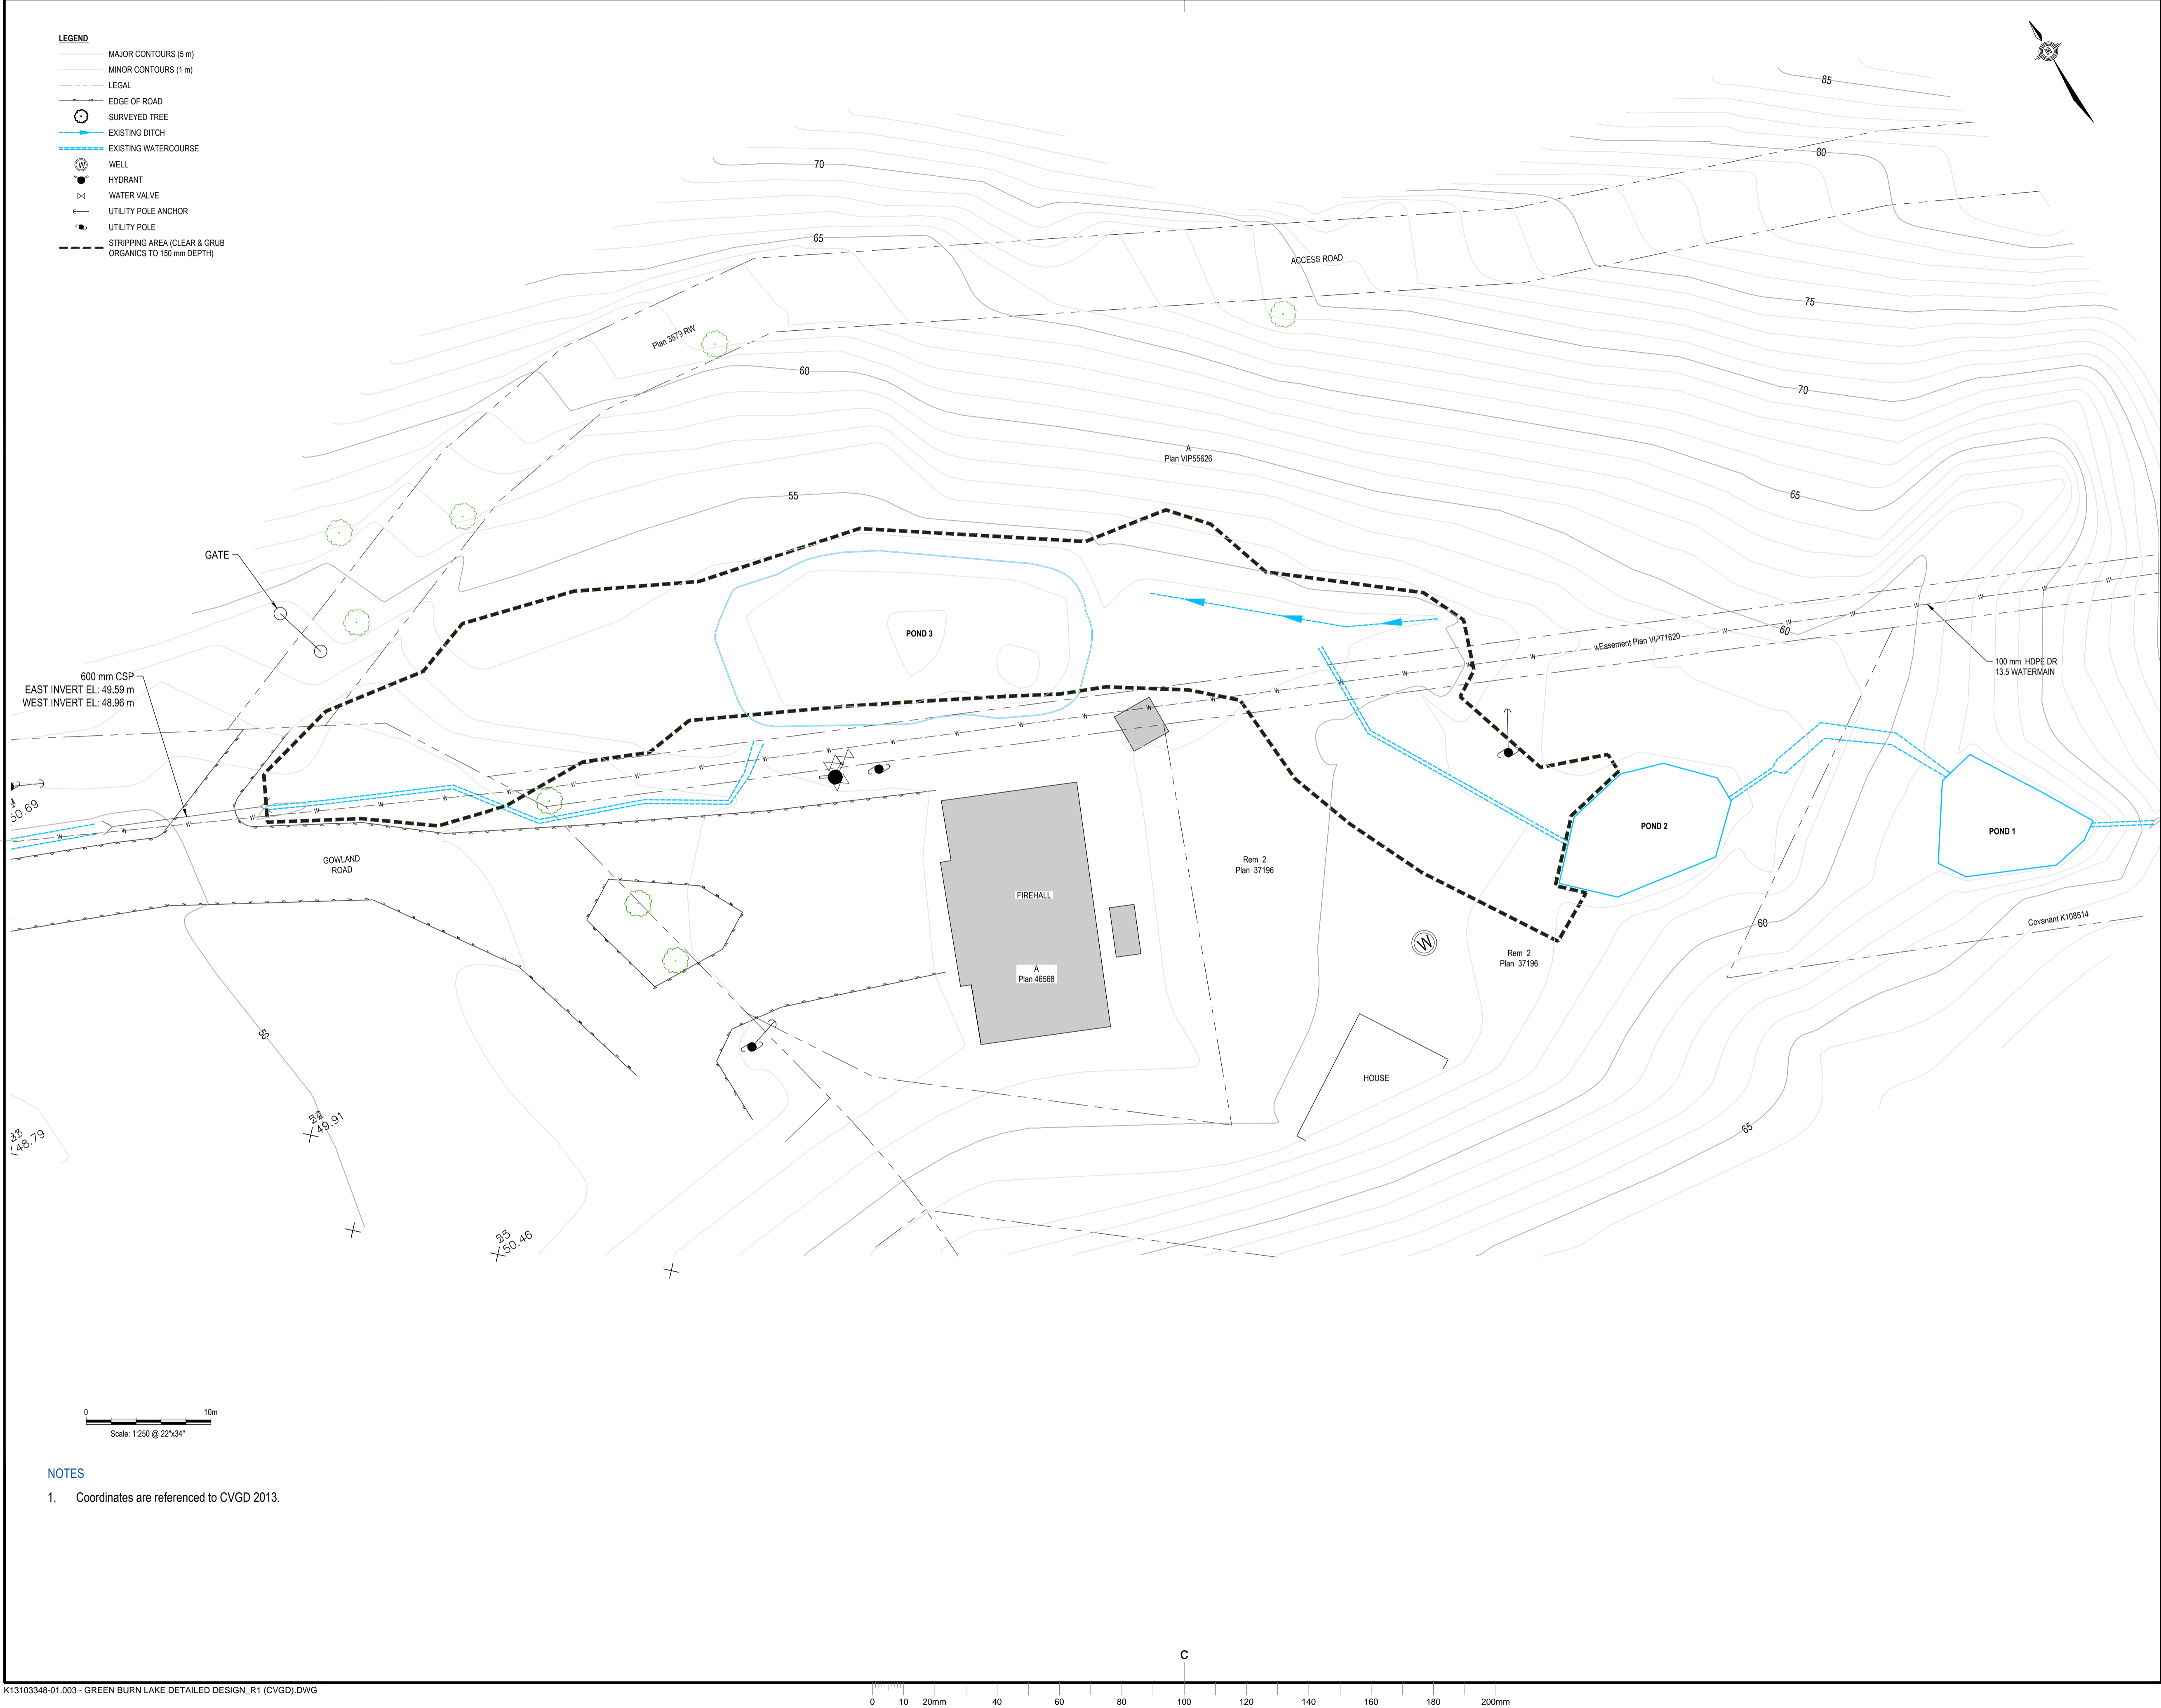 LEGEND
MAJOR CONTOURS (5 m)
MINOR CONTOURS (1 m)
LEGAL
EDGE OF ROAD
SURVEYED TREE
EXISTING DITCH
EXISTING WATERCOURSE
W WELL
HYDRANT
WATER VALVE
UTILITY POLE ANCHOR
UTILITY POLE
STRIPPING AREA (CLEAR & GRUB
ORGANICS TO 150 mm DEPTH)
85
80
70
65
ACCESS ROAD
75
Plan 3573 RW
60
70
A
Plan VIP55626
55
65
GATE
POND 3
60
Easement Plan VIP71620
100 mm HDPE DR
13.5 WATERMAIN
600 mm CSP
EAST INVERT EL: 49.59 m
WEST INVERT EL: 48.96 m
50.69
POND 2
POND 1
GOWLAND
ROAD
Rem 2
Plan 37196
FIREHALL
60
Covenant K108514
W
Rem 2
Plan 37196
A
Plan 46568
50
HOUSE
49.91
48.79
65
50.46
0 10m
Scale: 1:250 @ 22"x34"
NOTES
1. Coordinates are referenced to CVGD 2013.
C
K13103348-01.003 - GREEN BURN LAKE DETAILED DESIGN_R1 (CVGD).DWG
0 10 20mm 40 60 80 100 120 140 160 180 200mm